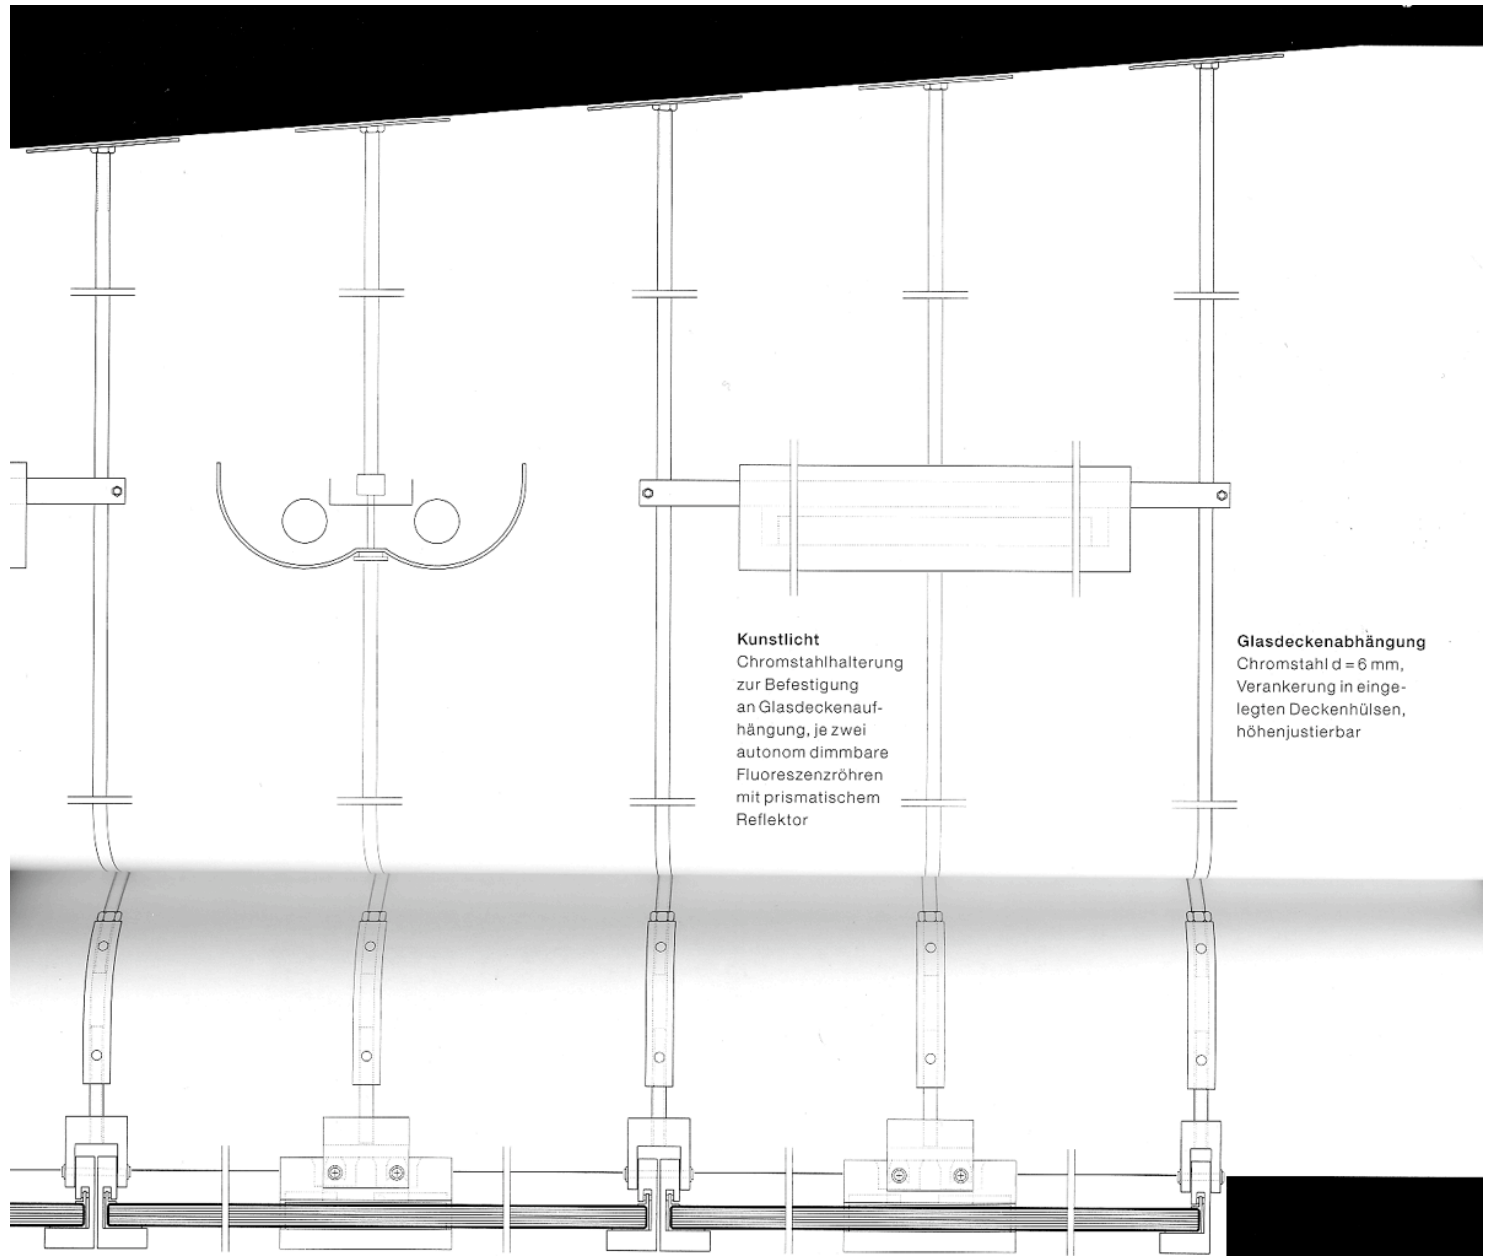 Kunstlicht
Chromstahlhalterung
zur Befestigung
an Glasdeckenauf-
hängung, je zwei
autonom dimmbare
Fluoreszenzröhren
mit prismatischem
Reflektor
Glasdeckenabhängung
Chromstahl d = 6 mm,
Verankerung in einge-
legten Deckenhülsen,
höhenjustierbar